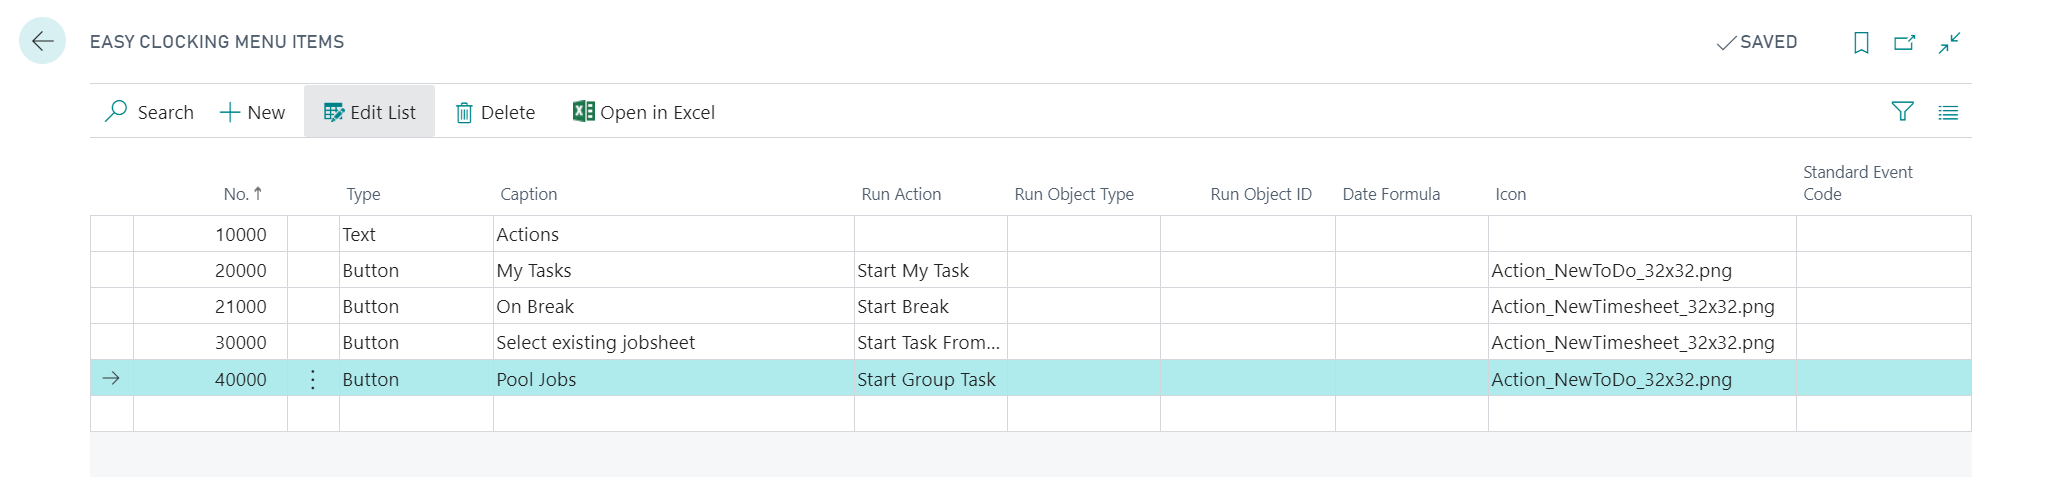 EASY CLOCKING MENU ITEMS SAVED
Search New Edit List Delete Open in Excel
No. ↑ Type Caption Run Action Run Object Type Run Object ID Date Formula Icon Standard Event Code
10000 Text Actions
20000 Button My Tasks Start My Task Action_NewToDo_32x32.png
21000 Button On Break Start Break Action_NewTimesheet_32x32.png
30000 Button Select existing jobsheet Start Task From... Action_NewTimesheet_32x32.png
40000 Button Pool Jobs Start Group Task Action_NewToDo_32x32.png